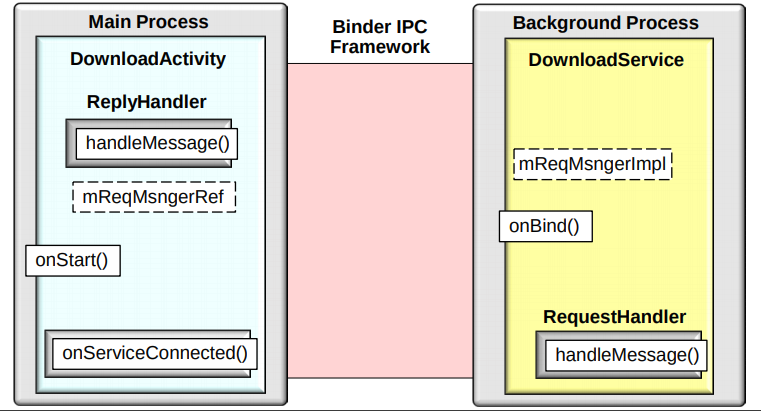 Main Process
DownloadActivity
ReplyHandler
handleMessage()
mReqMsngerRef
onStart()
onServiceConnected()
Binder IPC
Framework
Background Process
DownloadService
mReqMsngerImpl
onBind()
RequestHandler
handleMessage()